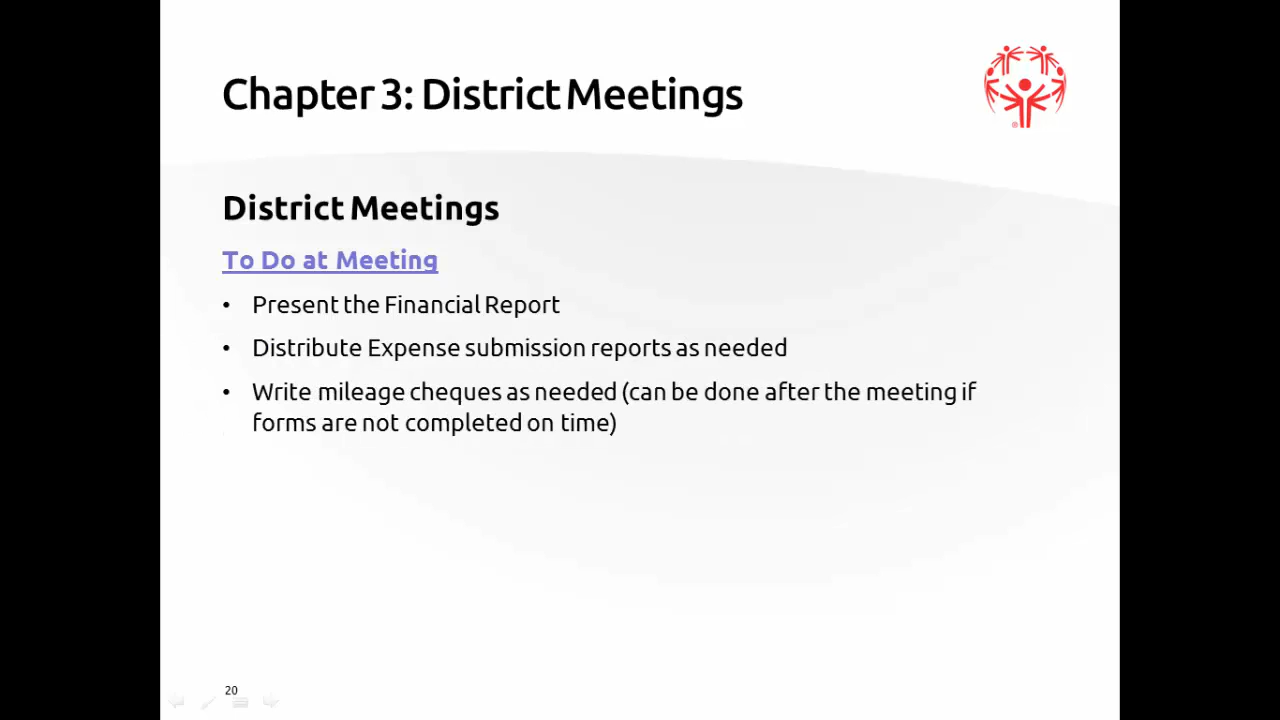 Chapter 3: District Meetings
®
District Meetings
To Do at Meeting
• Present the Financial Report
• Distribute Expense submission reports as needed
• Write mileage cheques as needed (can be done after the meeting if
forms are not completed on time)
20